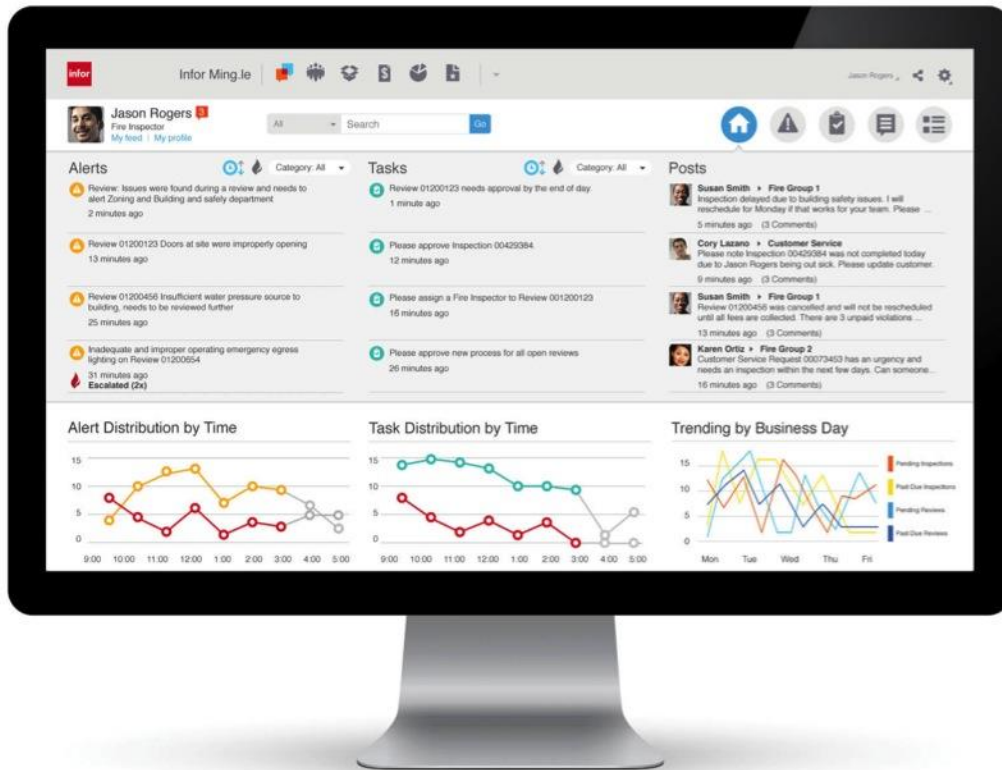 infor
Infor Ming.le
Jason Rogers
Jason Rogers 3
Fire Inspector
My feed | My profile
All
Search
Go
Alerts
Category: All
Review: Issues were found during a review and needs to
alert Zoning and Building and safely department
2 minutes ago
Review 01200123 Doors at site were improperly opening
13 minutes ago
Review 01200456 Insufficient water pressure source to
building, needs to be reviewed further
25 minutes ago
Inadequate and improper operating emergency egress
lighting on Review 01200654
31 minutes ago
Escalated (2x)
Tasks
Category: All
Review 01200123 needs approval by the end of day
1 minute ago
Please approve Inspection 00429384
12 minutes ago
Please assign a Fire Inspector to Review 001200123
16 minutes ago
Please approve new process for all open reviews
26 minutes ago
Posts
Susan Smith ▸ Fire Group 1
Inspection delayed due to building safety issues. I will
reschedule for Monday if that works for your team. Please ...
5 minutes ago (3 Comments)
Cory Lazano ▸ Customer Service
Please note Inspection 00429384 was not completed today
due to Jason Rogers being out sick. Please update customer.
9 minutes ago (3 Comments)
Susan Smith ▸ Fire Group 1
Review 01200456 was cancelled and will not be rescheduled
until all fees are collected. There are 3 unpaid violations ...
13 minutes ago (3 Comments)
Karen Ortiz ▸ Fire Group 2
Customer Service Request 00073453 has an urgency and
needs an inspection within the next few days. Can someone...
16 minutes ago (3 Comments)
Alert Distribution by Time
15
10
5
0
9:00 10:00 11:00 12:00 1:00 2:00 3:00 4:00 5:00
Task Distribution by Time
15
10
5
0
9:00 10:00 11:00 12:00 1:00 2:00 3:00 4:00 5:00
Trending by Business Day
15
10
5
0
Mon Tue Wed Thu Fri
Pending Inspections
Past Due Inspections
Pending Reviews
Past Due Reviews